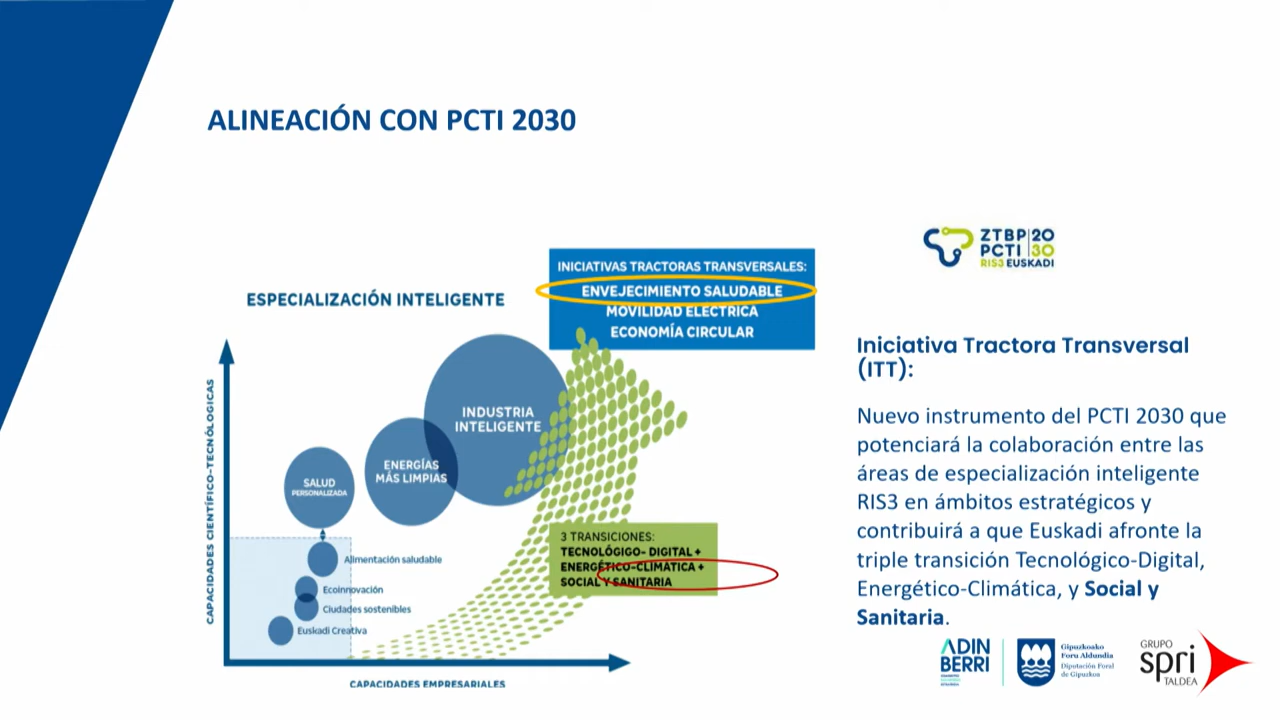 ALINEACIÓN CON PCTI 2030
ZTBP 20
PCTI 30
RIS3 EUSKADI
INICIATIVAS TRACTORAS TRANSVERSALES:
ENVEJECIMIENTO SALUDABLE
MOVILIDAD ELÉCTRICA
ECONOMÍA CIRCULAR
ESPECIALIZACIÓN INTELIGENTE
CAPACIDADES CIENTÍFICO-TECNÓLOGICAS
INDUSTRIA
INTELIGENTE
ENERGÍAS
MÁS LIMPIAS
SALUD
PERSONALIZADA
Alimentación saludable
Ecoinnovación
Ciudades sostenibles
Euskadi Creativa
3 TRANSICIONES:
TECNOLÓGIGO- DIGITAL +
ENERGÉTICO-CLIMÁTICA +
SOCIAL Y SANITARIA
CAPACIDADES EMPRESARIALES
Iniciativa Tractora Transversal
(ITT):
Nuevo instrumento del PCTI 2030 que
potenciará la colaboración entre las
áreas de especialización inteligente
RIS3 en ámbitos estratégicos y
contribuirá a que Euskadi afronte la
triple transición Tecnológico-Digital,
Energético-Climática, y Social y
Sanitaria.
ADIN
BERRI
Gipuzkoako
Foru Aldundia
Diputación Foral
de Gipuzkoa
GRUPO
spri
TALDEA